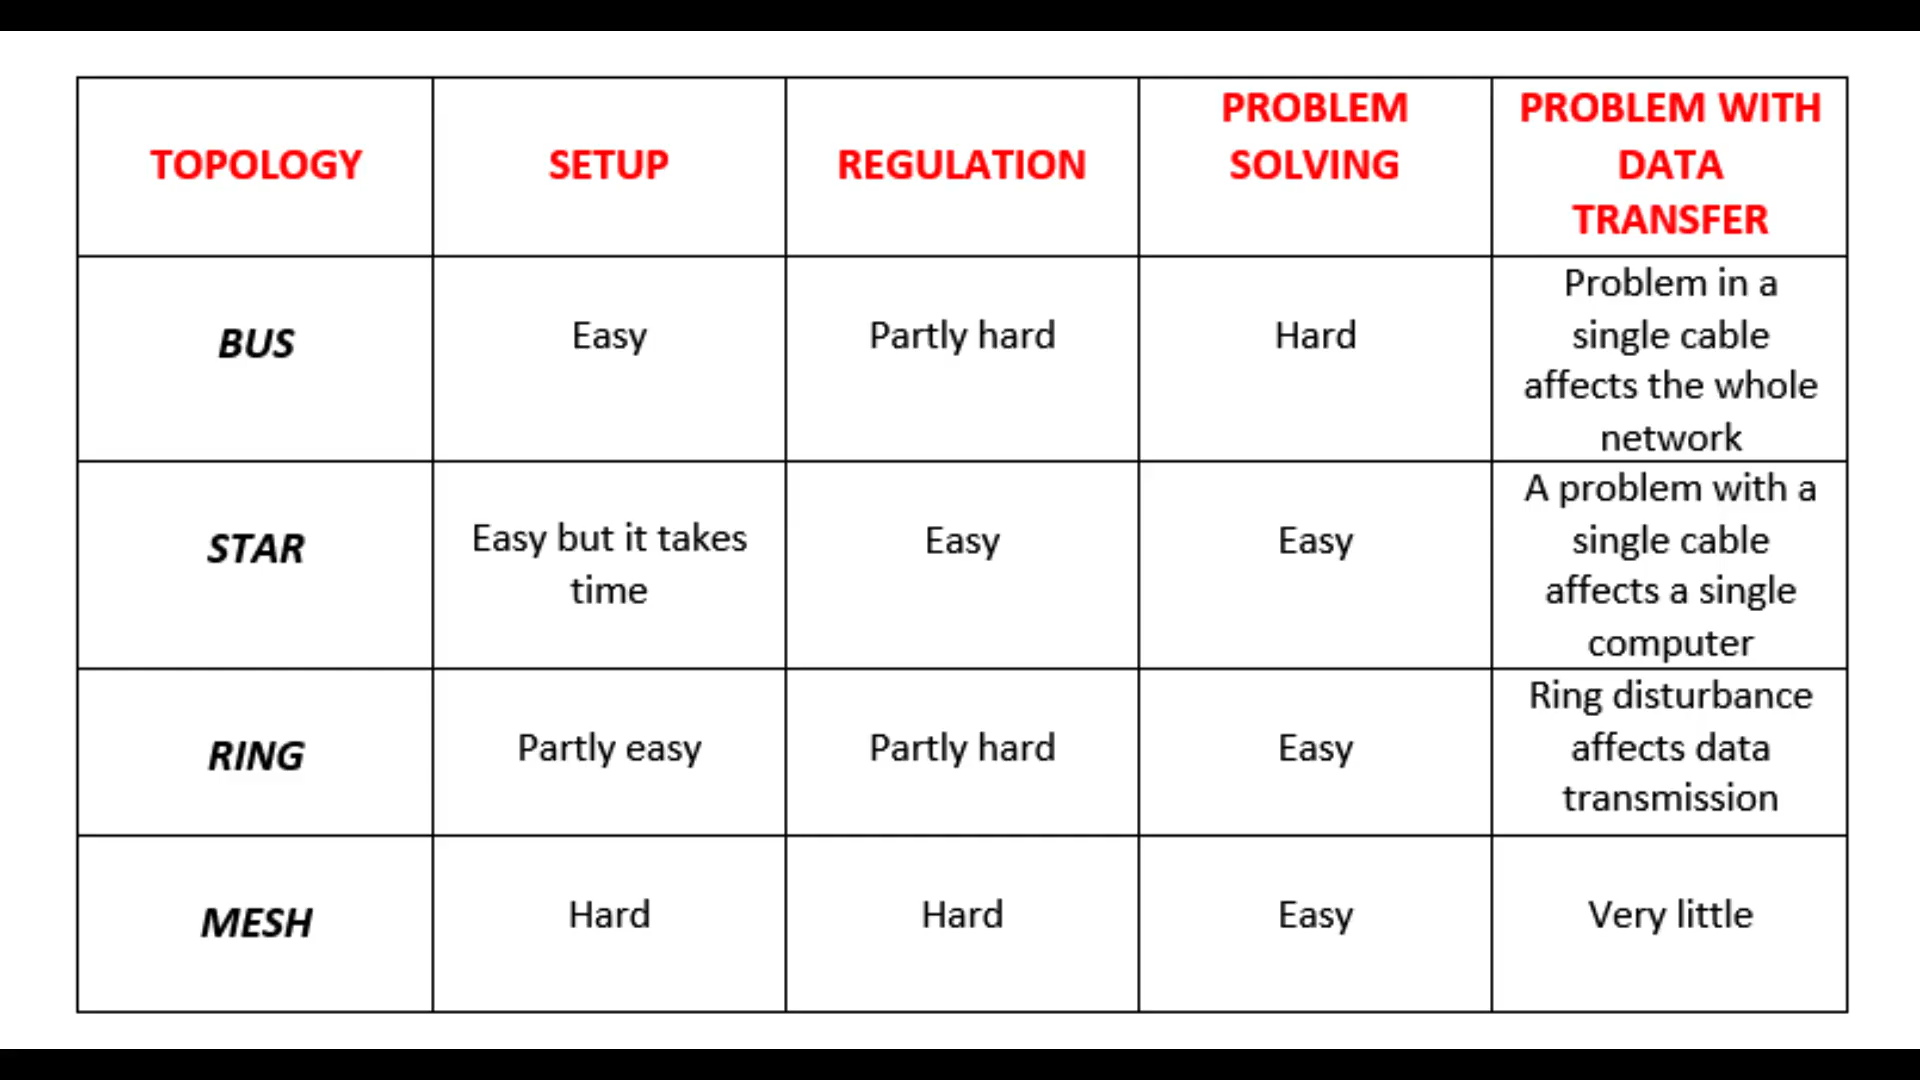 TOPOLOGY
SETUP
REGULATION
PROBLEM
SOLVING
PROBLEM WITH
DATA
TRANSFER
BUS
Easy
Partly hard
Hard
Problem in a
single cable
affects the whole
network
STAR
Easy but it takes
time
Easy
Easy
A problem with a
single cable
affects a single
computer
RING
Partly easy
Partly hard
Easy
Ring disturbance
affects data
transmission
MESH
Hard
Hard
Easy
Very little